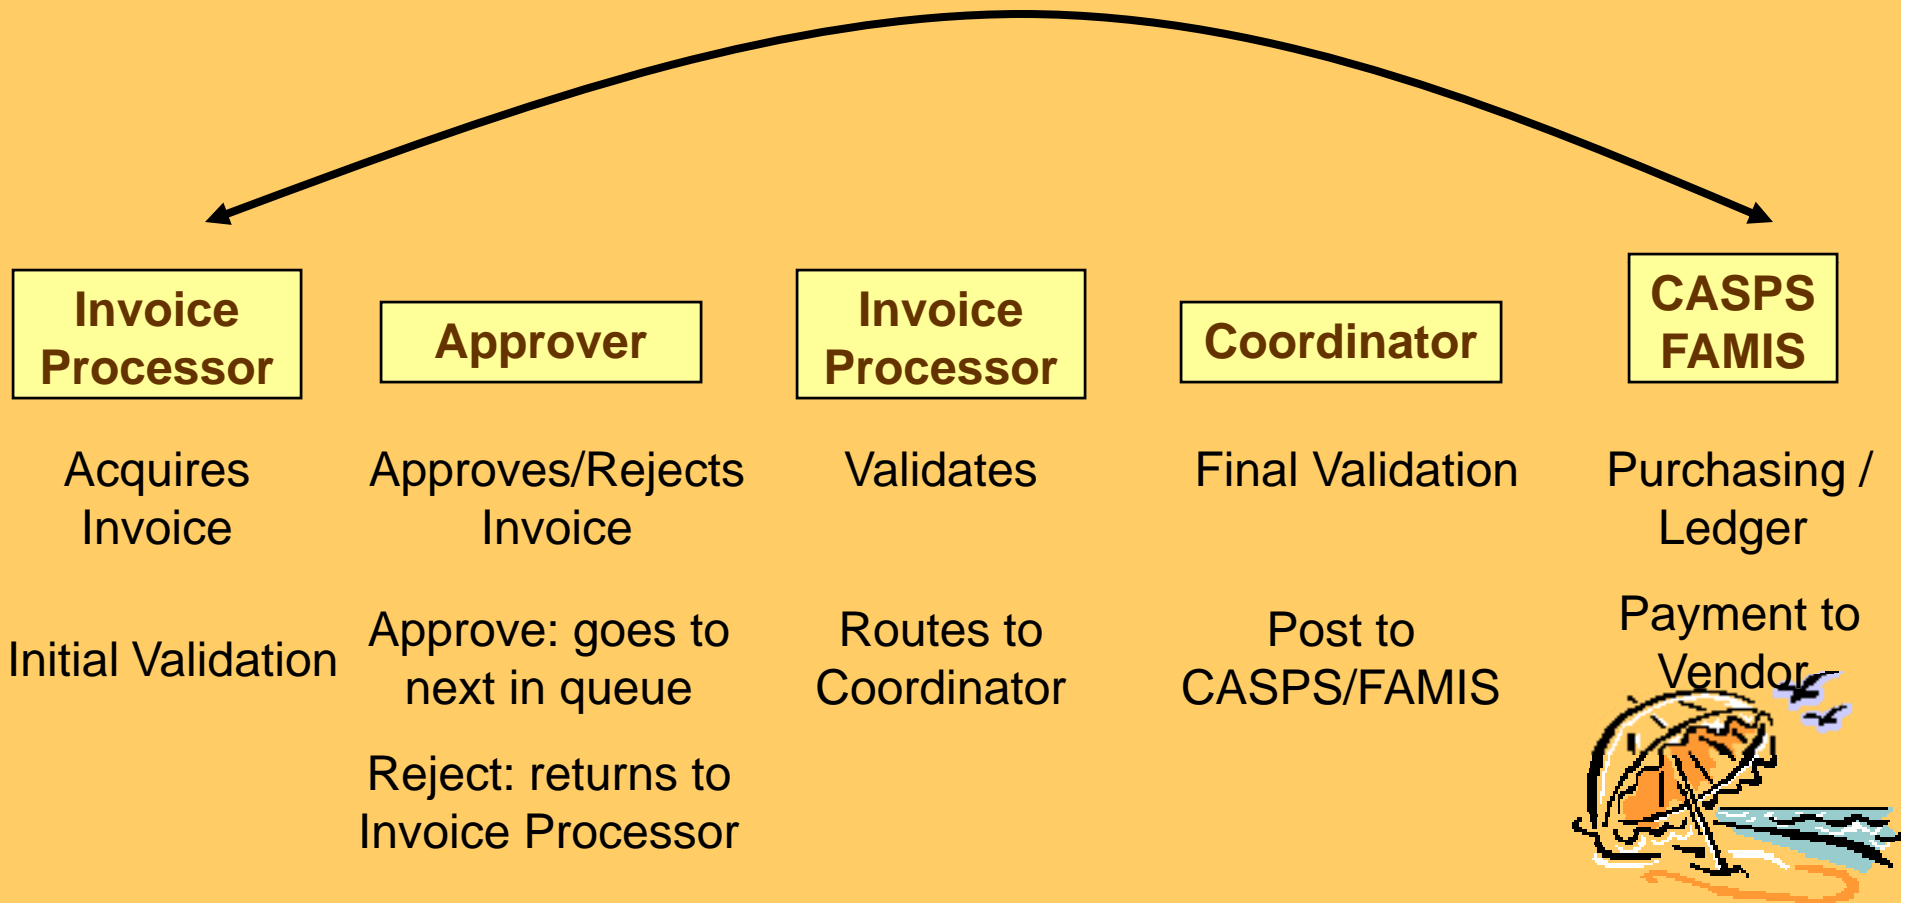 Invoice
Processor
Acquires
Invoice
Initial Validation
Approver
Approves/Rejects
Invoice
Approve: goes to
next in queue
Reject: returns to
Invoice Processor
Invoice
Processor
Validates
Routes to
Coordinator
Coordinator
Final Validation
Post to
CASPS/FAMIS
CASPS
FAMIS
Purchasing /
Ledger
Payment to
Vendor